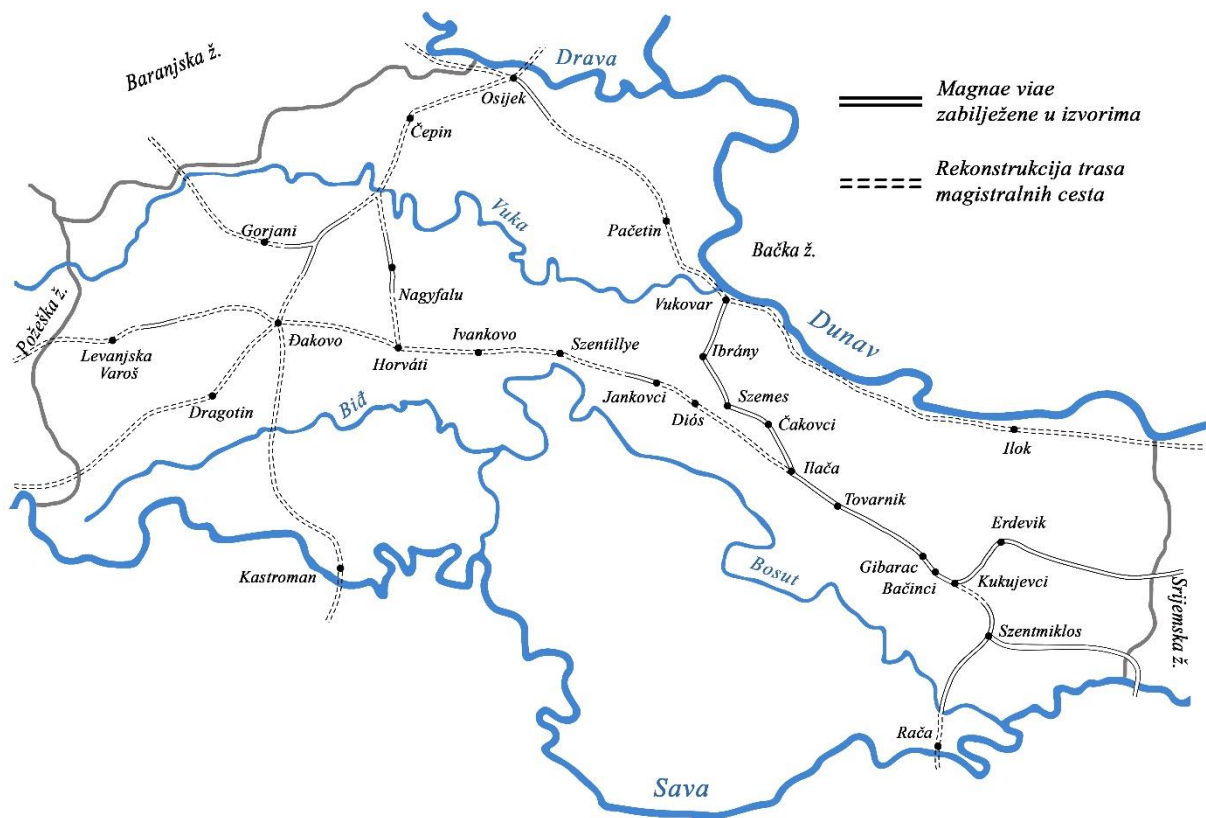 Baranjska ž.
Drava
Osijek
Čepin
Magnae viae
zabilježene u izvorima
Rekonstrukcija trasa
magistralnih cesta
Vuka
Gorjani
Pačetin
Bačka ž.
Požeška ž.
Nagyfalu
Vukovar
Dunav
Levanjska
Varoš
Đakovo
Horváti
Ivankovo
Szentillye
Ibrány
Dragotin
Biđ
Jankovci
Diós
Szemes
Čakovci
Ilok
Ilača
Tovarnik
Erdevik
Gibarac
Bačinci
Kukujevci
Kastroman
Bosut
Srijemska ž.
Szentmiklos
Rača
Sava